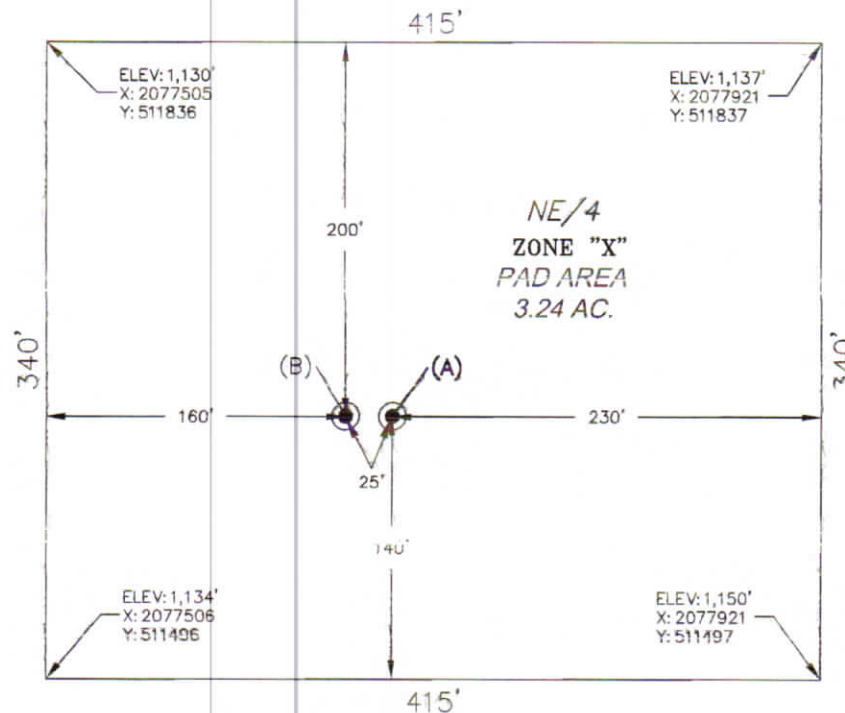 415'
ELEV: 1,130'
X: 2077505
Y: 511836
ELEV: 1,137'
X: 2077921
Y: 511837
NE/4
ZONE "X"
PAD AREA
3.24 AC.
200'
340'
340'
(B)
(A)
160'
230'
25'
140'
ELEV: 1,134'
X: 2077506
Y: 511496
ELEV: 1,150'
X: 2077921
Y: 511497
415'